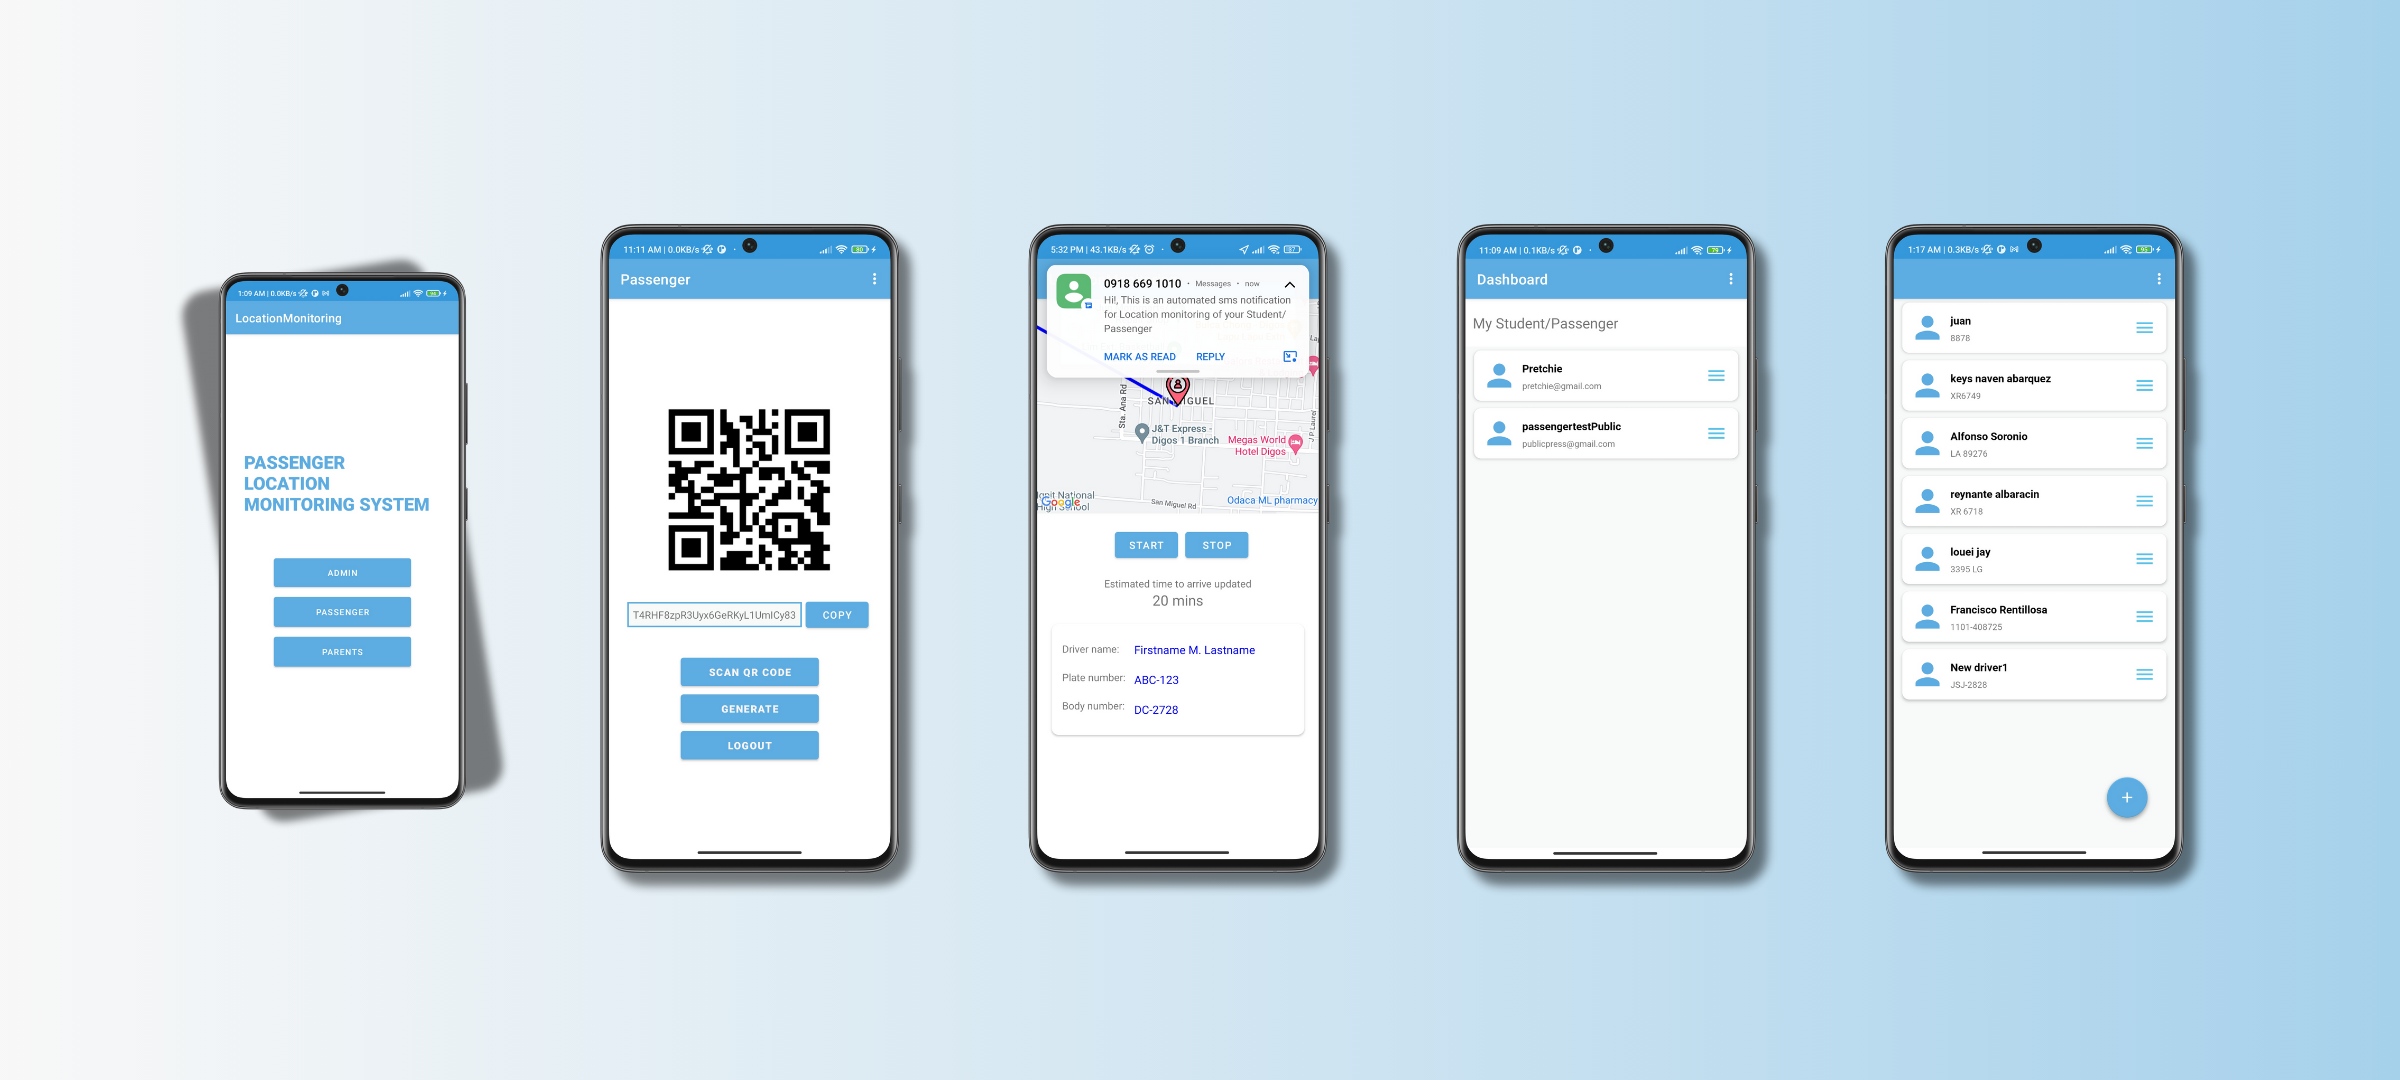 1:09 AM | 0.0KB/s
LocationMonitoring
PASSENGER
LOCATION
MONITORING SYSTEM
ADMIN
PASSENGER
PARENTS
11:11 AM | 0.0KB/s
80
Passenger
T4RHF8zpR3Uyx6GeRKyL1UmlCy83
COPY
SCAN QR CODE
GENERATE
LOGOUT
5:32 PM | 43.1KB/s
0918 669 1010 · Messages · now
Hi!, This is an automated sms notification
for Location monitoring of your Student/
Passenger
MARK AS READ REPLY
Sta. Ana Rd
SAN MIGUEL
J&T Express -
Digos 1 Branch
Megas World
Hotel Digos
J P Laurel
National
High School
Google
San Miguel Rd
Odaca ML pharmacy
START STOP
Estimated time to arrive updated
20 mins
Driver name: Firstname M. Lastname
Plate number: ABC-123
Body number: DC-2728
11:09 AM | 0.1KB/s
79
Dashboard
My Student/Passenger
Pretchie
pretchie@gmail.com
passengertestPublic
publicpress@gmail.com
1:17 AM | 0.3KB/s
juan
8878
keys naven abarquez
XR6749
Alfonso Soronio
LA 89276
reynante albaracin
XR 6718
louei jay
3395 LG
Francisco Rentillosa
1101-408725
New driver1
JSJ-2828